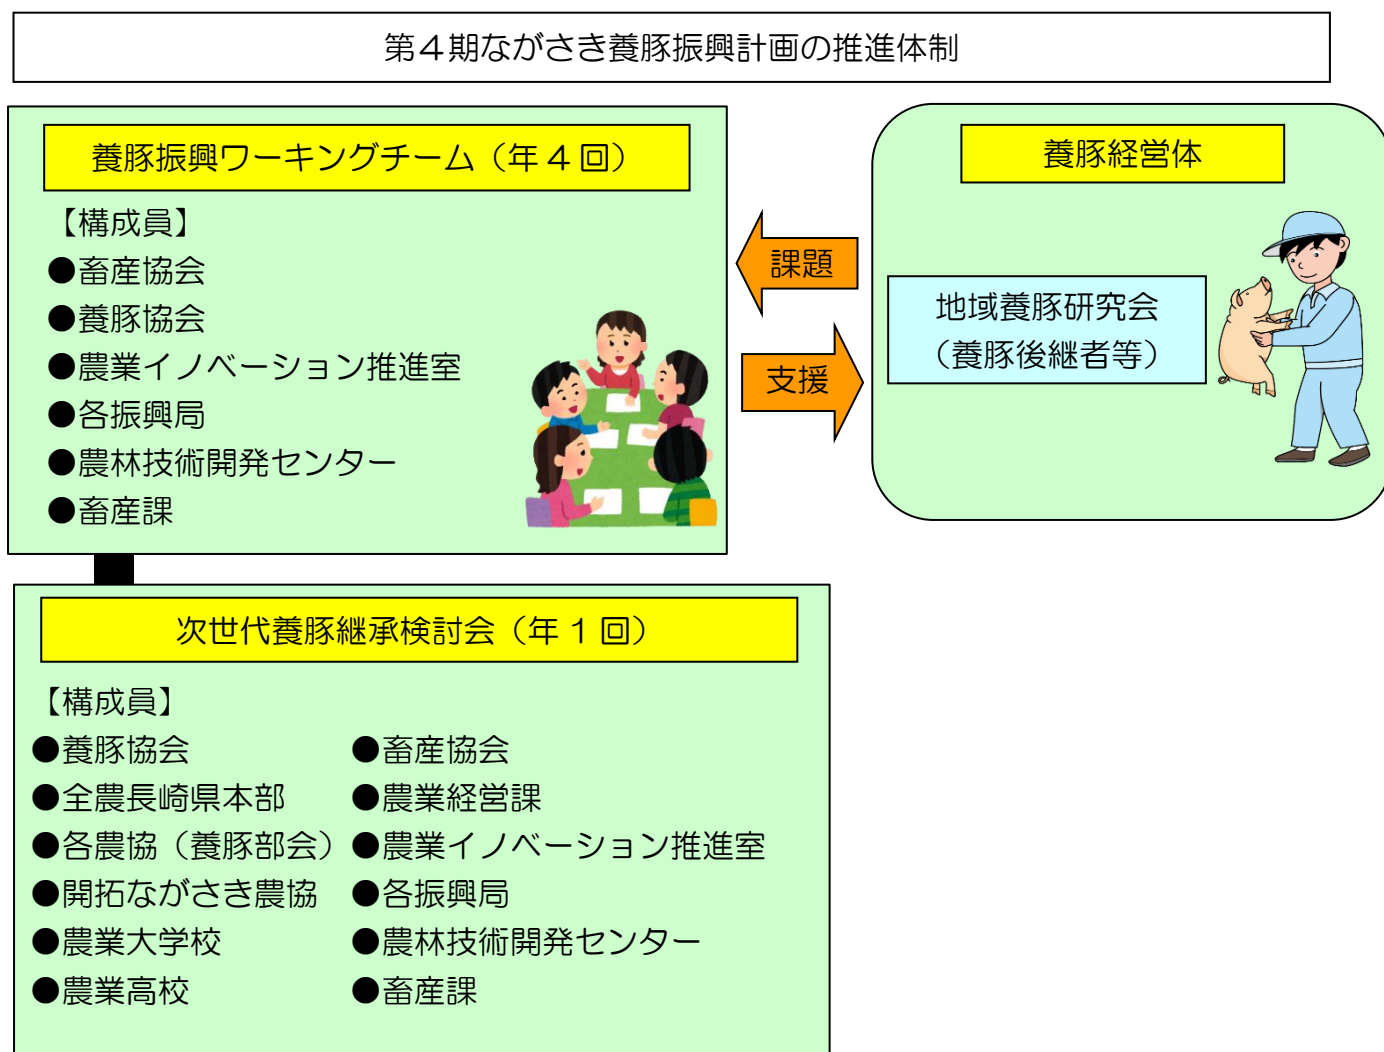 第４期ながさき養豚振興計画の推進体制
養豚振興ワーキングチーム（年４回）
【構成員】
●畜産協会
●養豚協会
●農業イノベーション推進室
●各振興局
●農林技術開発センター
●畜産課
課題
支援
養豚経営体
地域養豚研究会
（養豚後継者等）
次世代養豚継承検討会（年１回）
【構成員】
●養豚協会
●全農長崎県本部
●各農協（養豚部会）
●開拓ながさき農協
●農業大学校
●農業高校
●畜産協会
●農業経営課
●農業イノベーション推進室
●各振興局
●農林技術開発センター
●畜産課